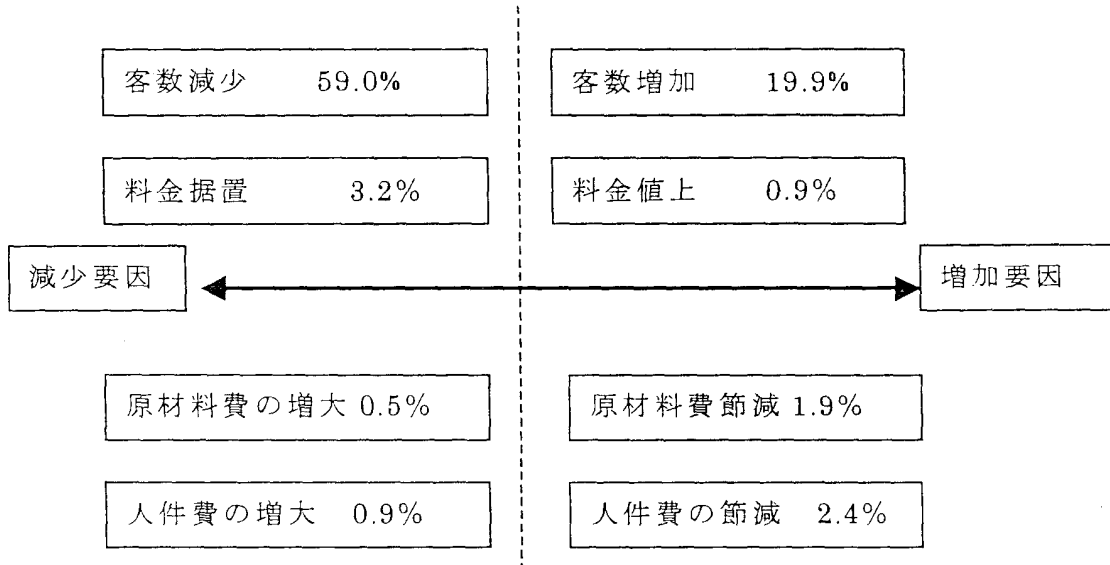 客数減少 59.0%
客数増加 19.9%
料金据置 3.2%
料金値上 0.9%
減少要因
増加要因
原材料費の増大 0.5%
原材料費節減 1.9%
人件費の増大 0.9%
人件費の節減 2.4%